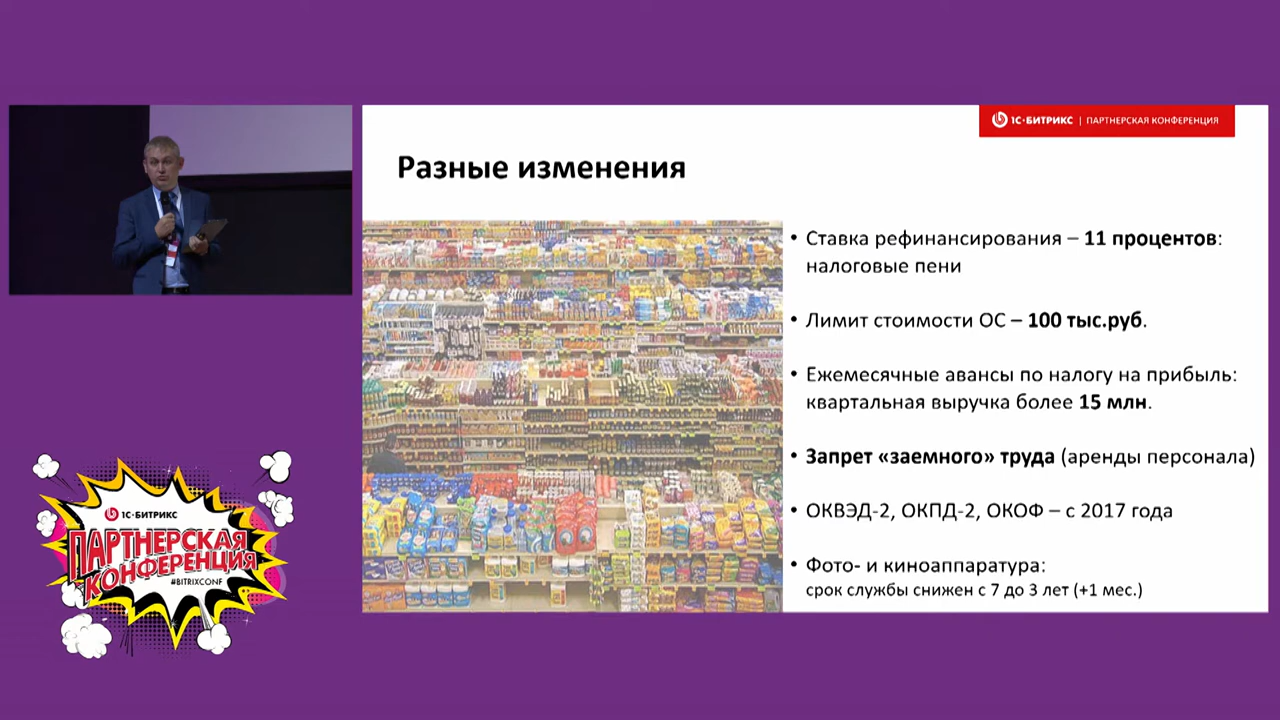 1С·БИТРИКС | ПАРТНЕРСКАЯ КОНФЕРЕНЦИЯ
Разные изменения
• Ставка рефинансирования – 11 процентов:
налоговые пени
• Лимит стоимости ОС – 100 тыс.руб.
• Ежемесячные авансы по налогу на прибыль:
квартальная выручка более 15 млн.
• Запрет «заемного» труда (аренды персонала)
• ОКВЭД-2, ОКПД-2, ОКОФ – с 2017 года
• Фото- и киноаппаратура:
срок службы снижен с 7 до 3 лет (+1 мес.)
1С·БИТРИКС
ПАРТНЕРСКАЯ
КОНФЕРЕНЦИЯ
#BITRIXCONF